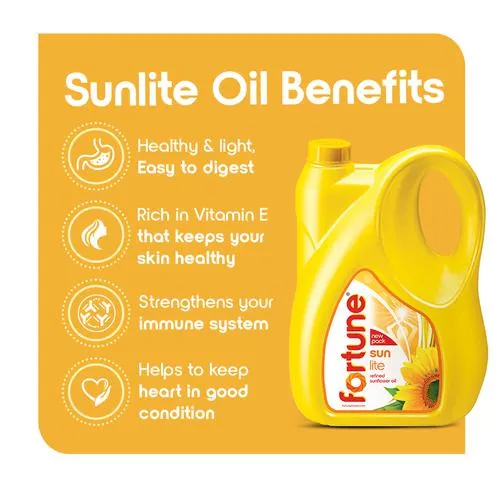 Sunlite Oil Benefits
Healthy & light,
Easy to digest
Rich in Vitamin E
that keeps your
skin healthy
Strengthens your
immune system
Helps to keep
heart in good
condition
fortune
new
pack
sun
lite
refined
sunflower oil